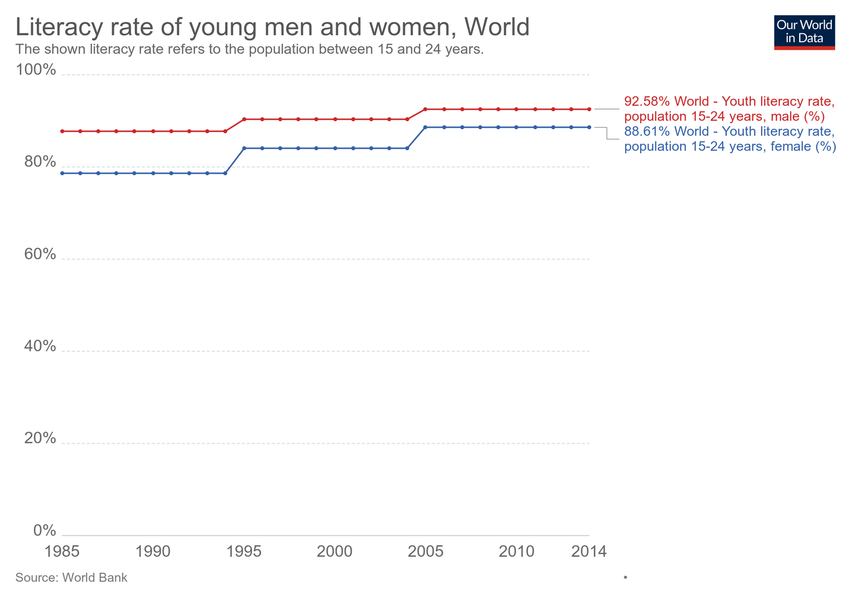 Literacy rate of young men and women, World
The shown literacy rate refers to the population between 15 and 24 years.
Our World
in Data
100%
80%
60%
40%
20%
0%
92.58% World - Youth literacy rate,
population 15-24 years, male (%)
88.61% World - Youth literacy rate,
population 15-24 years, female (%)
1985 1990 1995 2000 2005 2010 2014
Source: World Bank